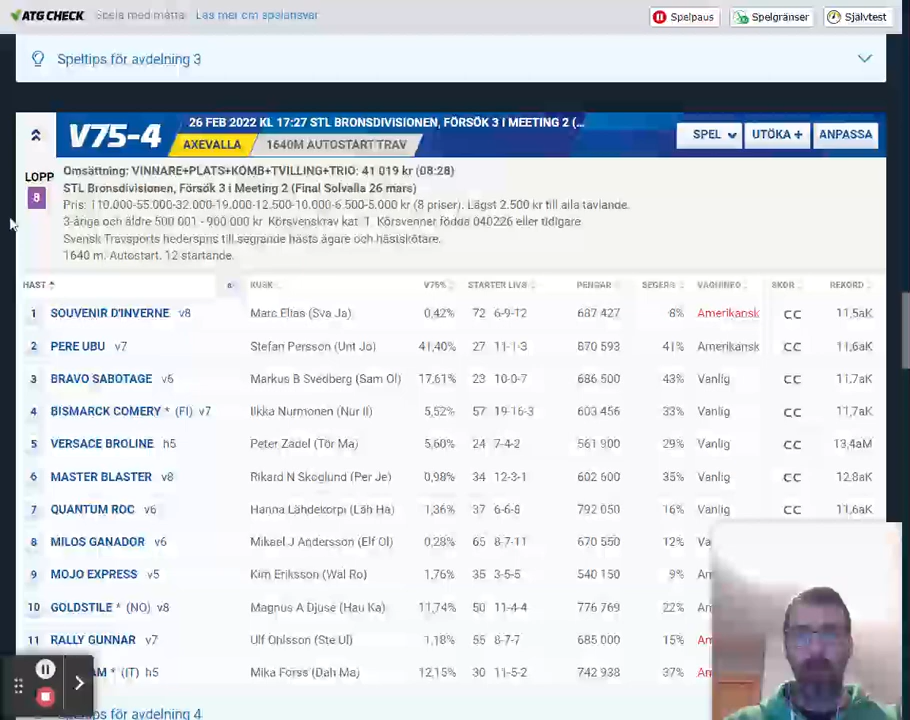 ATG CHECK Spela med måtta Läs mer om spelansvar Spelpaus Spelgränser Självtest
Speltips för avdelning 3
V75-4 26 FEB 2022 KL 17:27 STL BRONSDIVISIONEN, FÖRSÖK 3 I MEETING 2 (...
AXEVALLA 1640M AUTOSTART TRAV SPEL UTÖKA + ANPASSA
LOPP 8
Omsättning: VINNARE+PLATS+KOMB+TVILLING+TRIO: 41 019 kr (08:28)
STL Bronsdivisionen, Försök 3 i Meeting 2 (Final Solvalla 26 mars)
Pris: 110.000-55.000-32.000-19.000-12.500-10.000-6.500-5.000 kr (8 priser). Lägst 2.500 kr till alla tävlande.
3-åriga och äldre 500 001 - 900 000 kr. Körsvenskrav kat. 1. Körsvenner födda 040226 eller tidigare.
Svensk Travsports hederspris till segrande hästs ägare och hästskötare.
1640 m. Autostart. 12 startande.
HÄST KUSK V75% STARTER LIVS PENGAR SEGER% VAGNINFO SKOR REKORD
1 SOUVENIR D'INVERNE v8 Marc Elias (Sva Ja) 0,42% 72 6-9-12 687 427 8% Amerikansk C C 11,5aK
2 PERE UBU v7 Stefan Persson (Unt Jo) 41,40% 27 11-1-3 870 593 41% Amerikansk C C 11,6aK
3 BRAVO SABOTAGE v6 Markus B Svedberg (Sam Ol) 17,61% 23 10-0-7 686 500 43% Vanlig C C 11,7aK
4 BISMARCK COMERY * (FI) v7 Ilkka Nurmonen (Nur Il) 5,52% 57 19-16-3 603 456 33% Vanlig C C 11,7aK
5 VERSACE BROLINE h5 Peter Zadel (Tör Ma) 5,60% 24 7-4-2 561 900 29% Vanlig C C 13,4aM
6 MASTER BLASTER v8 Rikard N Skoglund (Per Je) 0,98% 34 12-3-1 602 600 35% Vanlig C C 12,8aK
7 QUANTUM ROC v6 Hanna Lähdekorpi (Läh Ha) 1,36% 37 6-6-8 792 050 16% Vanlig C C 11,6aK
8 MILOS GANADOR v6 Mikael J Andersson (Elf Ol) 0,28% 65 8-7-11 670 550 12%
9 MOJO EXPRESS v5 Kim Eriksson (Wal Ro) 1,76% 35 3-5-5 540 150 9%
10 GOLDSTILE * (NO) v8 Magnus A Djuse (Hau Ka) 11,74% 50 11-4-4 776 769 22%
11 RALLY GUNNAR v7 Ulf Ohlsson (Ste Ul) 1,18% 55 8-7-7 685 000 15%
* (IT) h5 Mika Forss (Dah Ma) 12,15% 30 11-5-2 742 938 37%
Speltips för avdelning 4